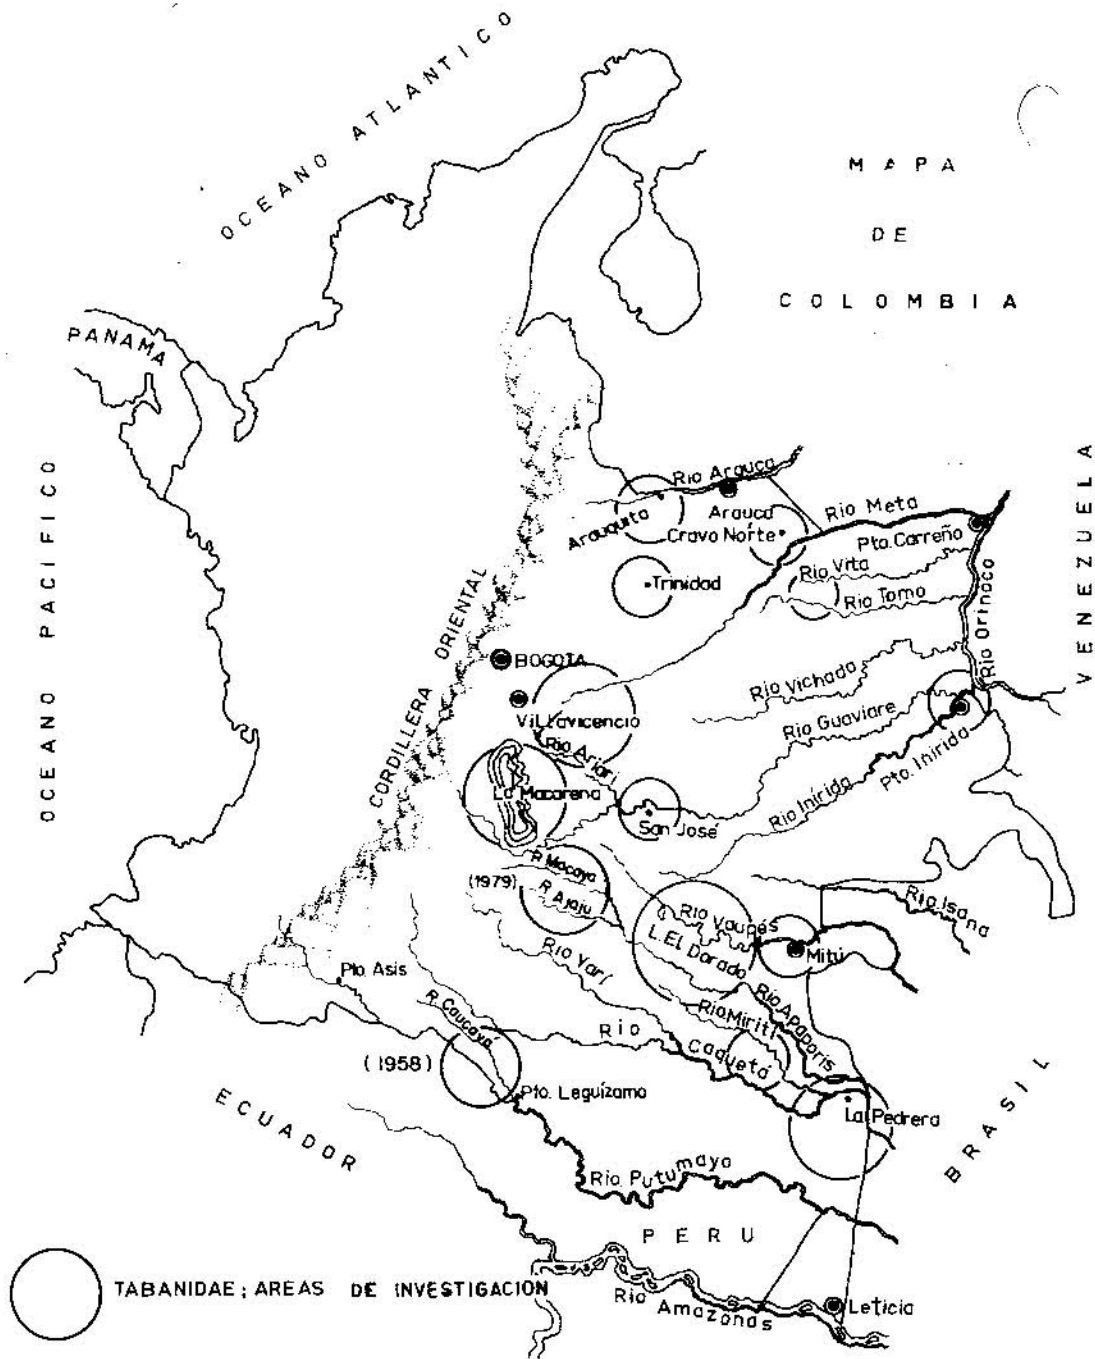 OCEANO ATLANTICO
MAPA
DE
COLOMBIA
PANAMA
OCEANO PACIFICO
VENEZUELA
Rio Arauca
Arauquita
Arauca
Cravo Norte
Rio Meta
Pta. Carreño
Rio Vita
Rio Tomo
Trinidad
Rio Orinoco
CORDILLERA ORIENTAL
BOGOTA
Villavicencio
Rio Vichada
Rio Guaviare
Rio Ariari
La Macarena
San José
Rio Inírida
Pto. Inírida
R. Macaya
(1979)
R. Ajaju
Rio Vaupés
L. El Dorado
Mitú
Rio Isana
Rio Yarí
Pto. Asis
R. Caucayá
Rio Caquetá
Rio Mirití
Rio Apaporis
(1958)
Pto. Leguízamo
La Pedrera
ECUADOR
BRASIL
Rio Putumayo
PERU
TABANIDAE; AREAS DE INVESTIGACION
Rio Amazonas
Leticia